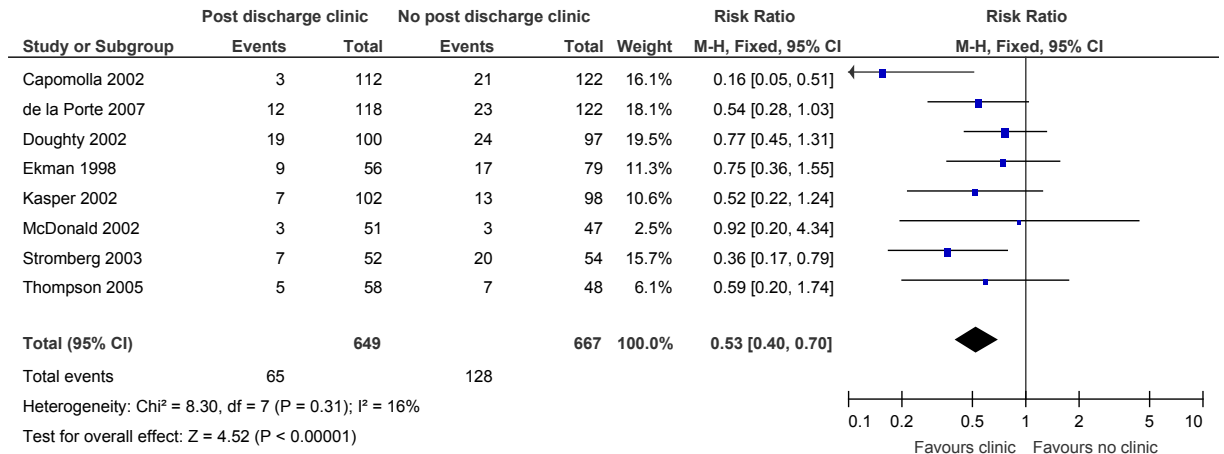 Post discharge clinic No post discharge clinic Risk Ratio Risk Ratio
Study or Subgroup Events Total Events Total Weight M-H, Fixed, 95% CI M-H, Fixed, 95% CI
Capomolla 2002 3 112 21 122 16.1% 0.16 [0.05, 0.51]
de la Porte 2007 12 118 23 122 18.1% 0.54 [0.28, 1.03]
Doughty 2002 19 100 24 97 19.5% 0.77 [0.45, 1.31]
Ekman 1998 9 56 17 79 11.3% 0.75 [0.36, 1.55]
Kasper 2002 7 102 13 98 10.6% 0.52 [0.22, 1.24]
McDonald 2002 3 51 3 47 2.5% 0.92 [0.20, 4.34]
Stromberg 2003 7 52 20 54 15.7% 0.36 [0.17, 0.79]
Thompson 2005 5 58 7 48 6.1% 0.59 [0.20, 1.74]
Total (95% CI) 649 667 100.0% 0.53 [0.40, 0.70]
Total events 65 128
Heterogeneity: Chi² = 8.30, df = 7 (P = 0.31); I² = 16%
Test for overall effect: Z = 4.52 (P < 0.00001)
0.1 0.2 0.5 1 2 5 10
Favours clinic Favours no clinic